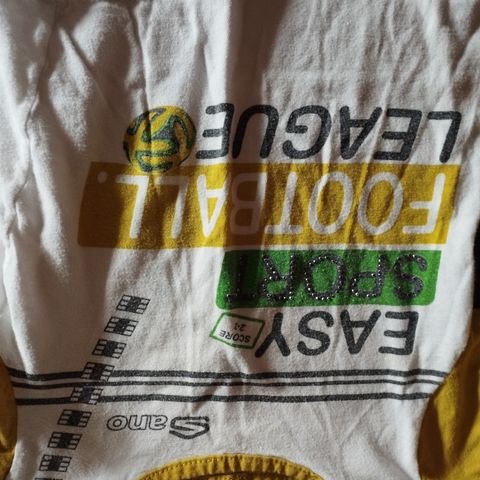 Sano
EASY
SCORE
2-1
SPORT
FOOTBALL.
LEAGUE